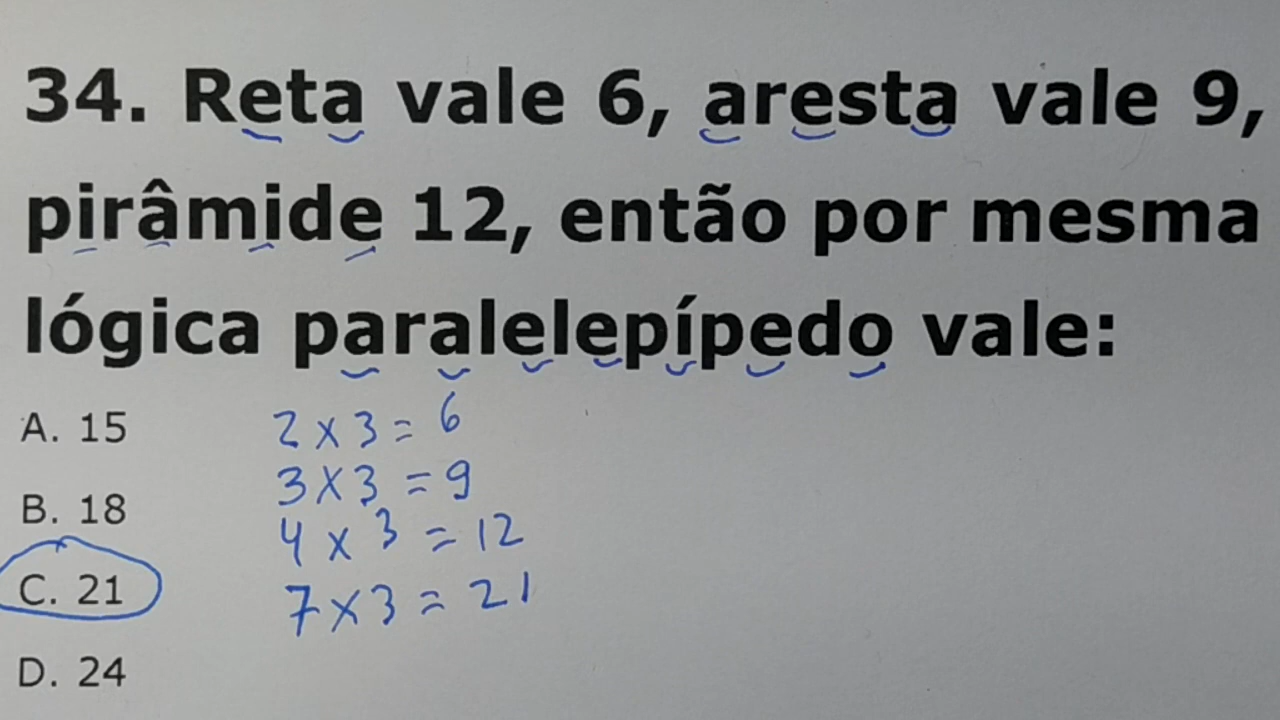 34. Reta vale 6, aresta vale 9,
pirâmide 12, então por mesma
lógica paralelepípedo vale:
A. 15
2 x 3 = 6
B. 18
3 x 3 = 9
4 x 3 = 12
C. 21
7 x 3 = 21
D. 24